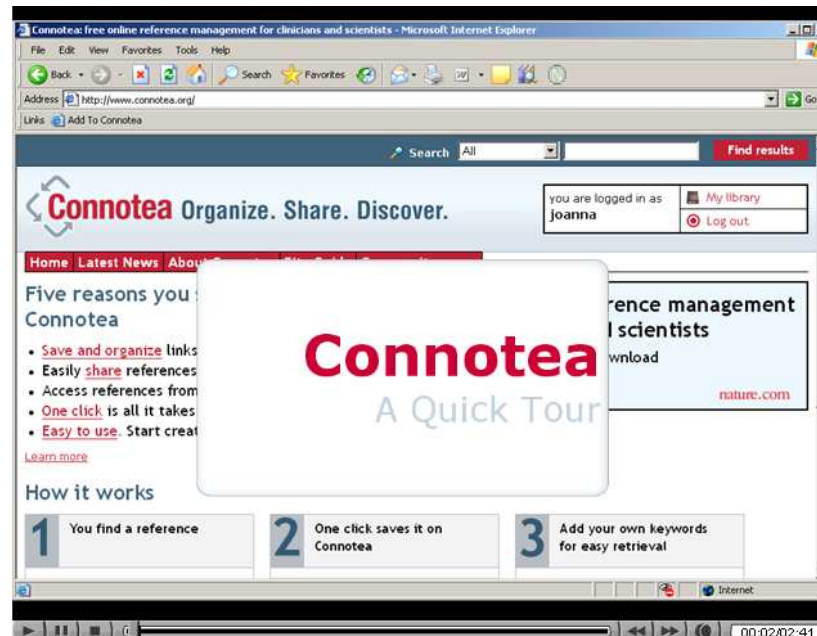 Connotea: free online reference management for clinicians and scientists - Microsoft Internet Explorer
File Edit View Favorites Tools Help
Back Search Favorites
Address http://www.connotea.org/ Go
Links Add To Connotea
Search All Find results
Connotea Organize. Share. Discover.
you are logged in as
joanna
My library
Log out
Home Latest News About
Five reasons you
Connotea
• Save and organize links
• Easily share references
• Access references from
• One click is all it takes
• Easy to use. Start creat
Learn more
Connotea
A Quick Tour
rence management
scientists
wnload
nature.com
How it works
1 You find a reference
2 One click saves it on
Connotea
3 Add your own keywords
for easy retrieval
Internet
00:02/02:41